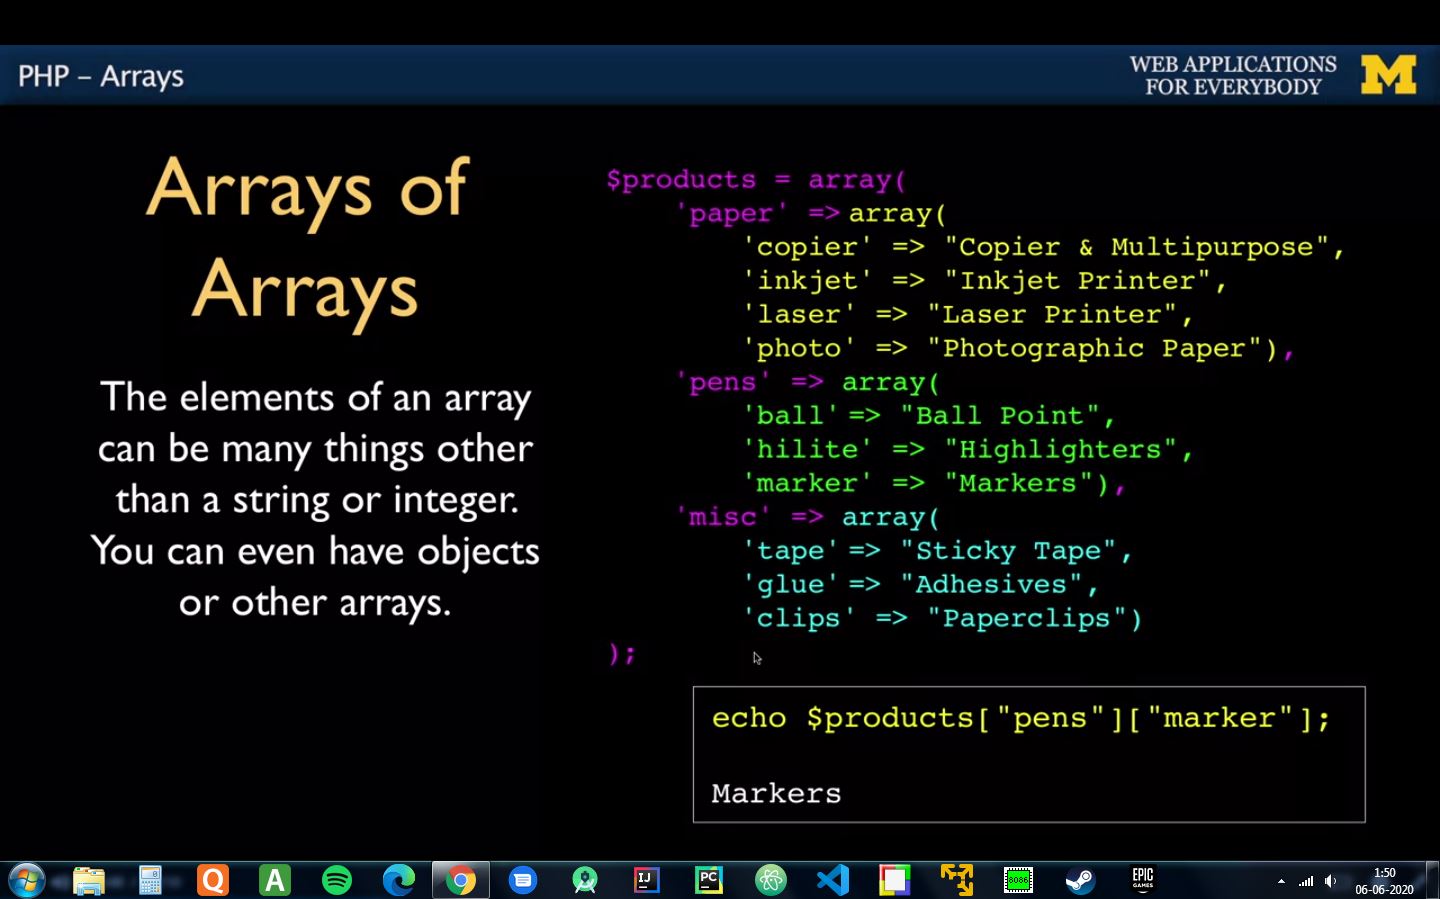 PHP – Arrays
WEB APPLICATIONS
FOR EVERYBODY
M
Arrays of
Arrays
The elements of an array
can be many things other
than a string or integer.
You can even have objects
or other arrays.
$products = array(
    'paper' => array(
        'copier' => "Copier & Multipurpose",
        'inkjet' => "Inkjet Printer",
        'laser' => "Laser Printer",
        'photo' => "Photographic Paper"),
    'pens' => array(
        'ball' => "Ball Point",
        'hilite' => "Highlighters",
        'marker' => "Markers"),
    'misc' => array(
        'tape' => "Sticky Tape",
        'glue' => "Adhesives",
        'clips' => "Paperclips")
);
echo $products["pens"]["marker"];
Markers
Q
A
IJ
PC
8086
EPIC
GAMES
1:50
06-06-2020